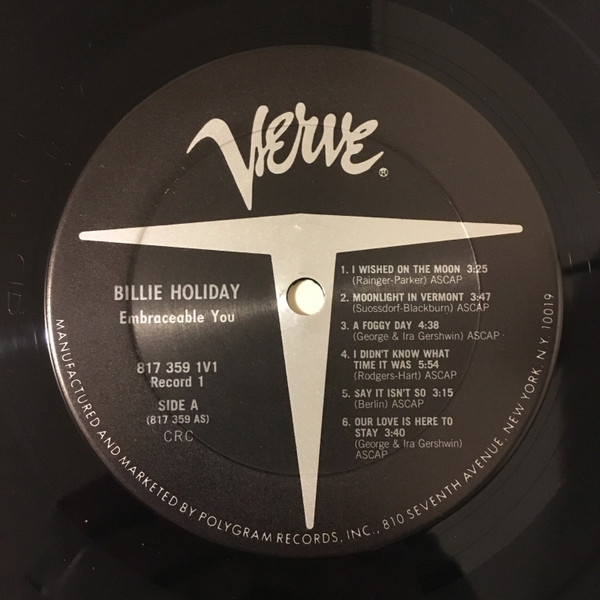 Verve®
BILLIE HOLIDAY
Embraceable You
817 359 1V1
Record 1
SIDE A
(817 359 AS)
CRC
1. I WISHED ON THE MOON 3:25
(Rainger-Parker) ASCAP
2. MOONLIGHT IN VERMONT 3:47
(Suossdorf-Blackburn) ASCAP
3. A FOGGY DAY 4:38
(George & Ira Gershwin) ASCAP
4. I DIDN'T KNOW WHAT
TIME IT WAS 5:54
(Rodgers-Hart) ASCAP
5. SAY IT ISN'T SO 3:15
(Berlin) ASCAP
6. OUR LOVE IS HERE TO
STAY 3:40
(George & Ira Gershwin)
ASCAP
MANUFACTURED AND MARKETED BY POLYGRAM RECORDS, INC., 810 SEVENTH AVENUE, NEW YORK, N.Y. 10019